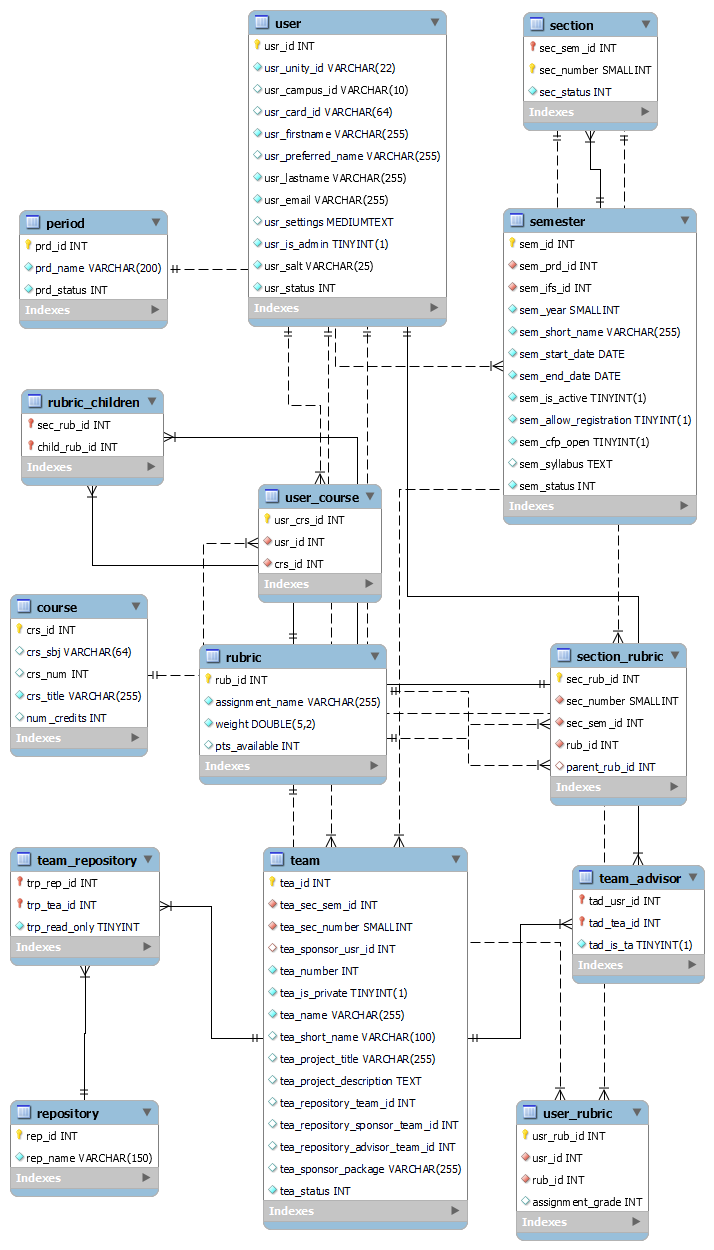 user
usr_id INT
usr_unity_id VARCHAR(22)
usr_campus_id VARCHAR(10)
usr_card_id VARCHAR(64)
usr_firstname VARCHAR(255)
usr_preferred_name VARCHAR(255)
usr_lastname VARCHAR(255)
usr_email VARCHAR(255)
usr_settings MEDIUMTEXT
usr_is_admin TINYINT(1)
usr_salt VARCHAR(25)
usr_status INT
Indexes
section
sec_sem_id INT
sec_number SMALLINT
sec_status INT
Indexes
period
prd_id INT
prd_name VARCHAR(200)
prd_status INT
Indexes
semester
sem_id INT
sem_prd_id INT
sem_ifs_id INT
sem_year SMALLINT
sem_short_name VARCHAR(255)
sem_start_date DATE
sem_end_date DATE
sem_is_active TINYINT(1)
sem_allow_registration TINYINT(1)
sem_cfp_open TINYINT(1)
sem_syllabus TEXT
sem_status INT
Indexes
rubric_children
sec_rub_id INT
child_rub_id INT
Indexes
user_course
usr_crs_id INT
usr_id INT
crs_id INT
Indexes
course
crs_id INT
crs_sbj VARCHAR(64)
crs_num INT
crs_title VARCHAR(255)
num_credits INT
Indexes
rubric
rub_id INT
assignment_name VARCHAR(255)
weight DOUBLE(5,2)
pts_available INT
Indexes
section_rubric
sec_rub_id INT
sec_number SMALLINT
sec_sem_id INT
rub_id INT
parent_rub_id INT
Indexes
team_repository
trp_rep_id INT
trp_tea_id INT
trp_read_only TINYINT
Indexes
team
tea_id INT
tea_sec_sem_id INT
tea_sec_number SMALLINT
tea_sponsor_usr_id INT
tea_number INT
tea_is_private TINYINT(1)
tea_name VARCHAR(255)
tea_short_name VARCHAR(100)
tea_project_title VARCHAR(255)
tea_project_description TEXT
tea_repository_team_id INT
tea_repository_sponsor_team_id INT
tea_repository_advisor_team_id INT
tea_sponsor_package VARCHAR(255)
tea_status INT
Indexes
team_advisor
tad_usr_id INT
tad_tea_id INT
tad_is_ta TINYINT(1)
Indexes
repository
rep_id INT
rep_name VARCHAR(150)
Indexes
user_rubric
usr_rub_id INT
usr_id INT
rub_id INT
assignment_grade INT
Indexes